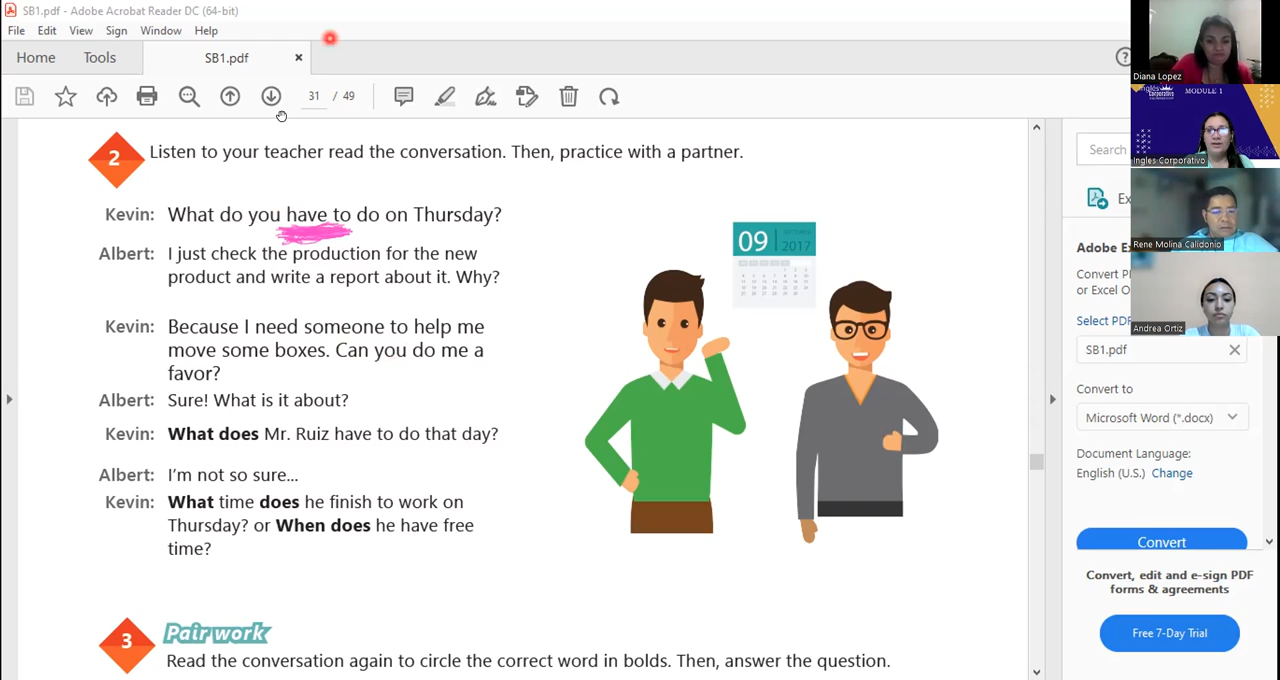 SB1.pdf - Adobe Acrobat Reader DC (64-bit)
File Edit View Sign Window Help
Home Tools SB1.pdf ×
31 / 49
2 Listen to your teacher read the conversation. Then, practice with a partner.
Kevin: What do you have to do on Thursday?
Albert: I just check the production for the new
product and write a report about it. Why?
Kevin: Because I need someone to help me
move some boxes. Can you do me a
favor?
Albert: Sure! What is it about?
Kevin: What does Mr. Ruiz have to do that day?
Albert: I'm not so sure...
Kevin: What time does he finish to work on
Thursday? or When does he have free
time?
09
2017
3 Pair work
Read the conversation again to circle the correct word in bolds. Then, answer the question.
Search
Ex
Adobe Ex
Convert P
or Excel O
Select PDF
SB1.pdf
Convert to
Microsoft Word (*.docx)
Document Language:
English (U.S.) Change
Convert
Convert, edit and e-sign PDF
forms & agreements
Free 7-Day Trial
Diana Lopez
Inglés
Corporativo
MODULE 1
Ingles Corporativo
Rene Molina Calidonio
Andrea Ortiz